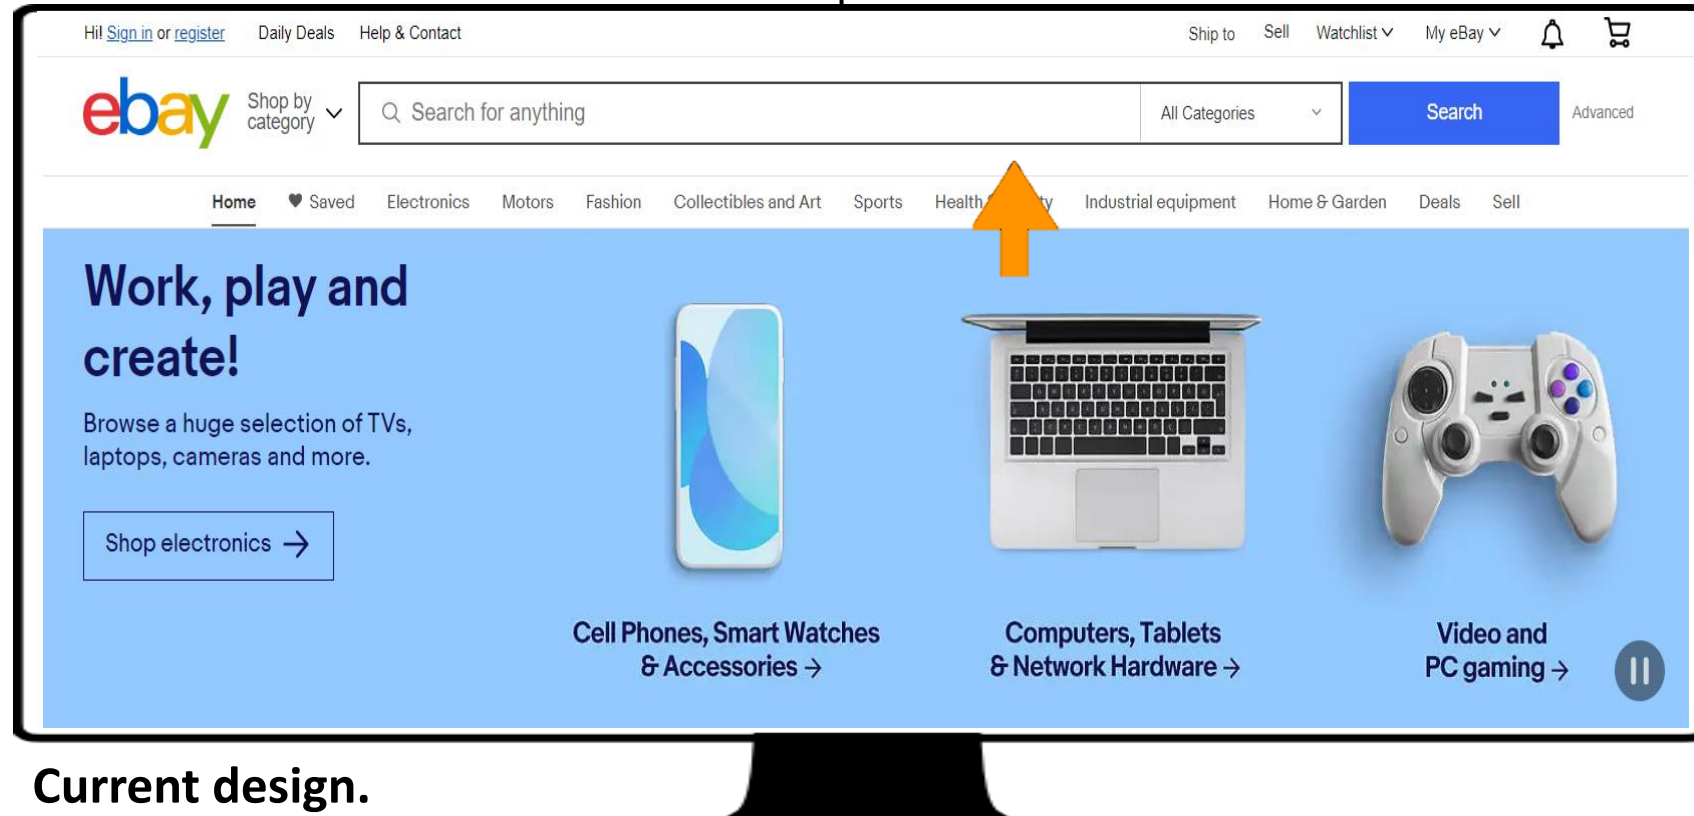 Hi! Sign in or register Daily Deals Help & Contact Ship to Sell Watchlist My eBay
ebay Shop by category Search for anything All Categories Search Advanced
Home Saved Electronics Motors Fashion Collectibles and Art Sports Health Industrial equipment Home & Garden Deals Sell
Work, play and
create!
Browse a huge selection of TVs,
laptops, cameras and more.
Shop electronics →
Cell Phones, Smart Watches
& Accessories →
Computers, Tablets
& Network Hardware →
Video and
PC gaming →
Current design.